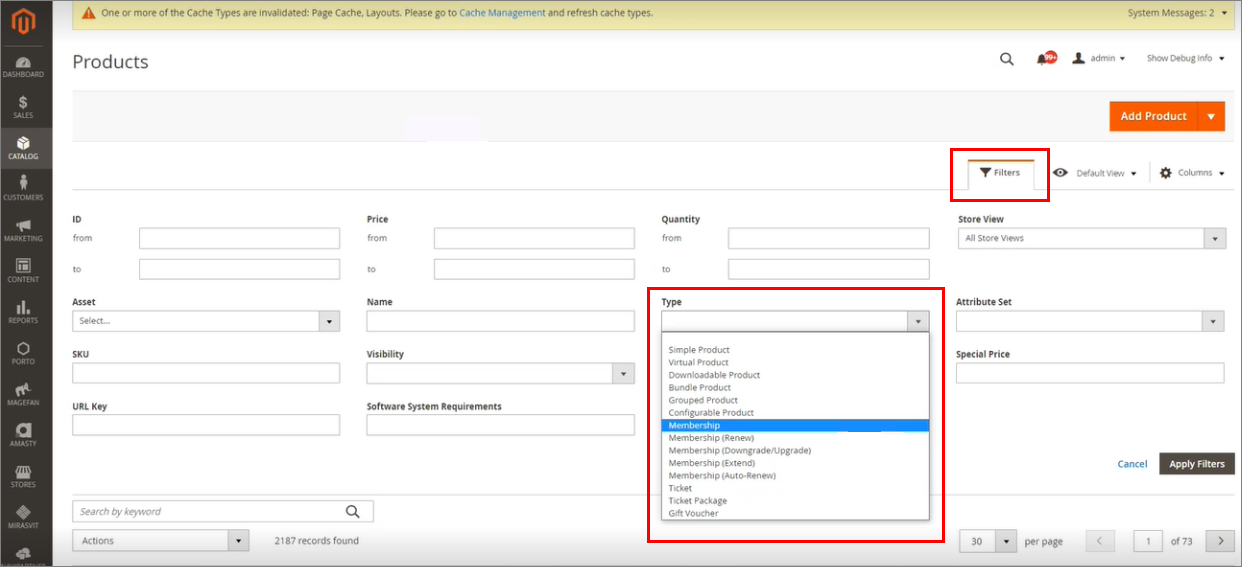 One or more of the Cache Types are invalidated: Page Cache, Layouts. Please go to Cache Management and refresh cache types.
System Messages: 2
DASHBOARD
SALES
CATALOG
CUSTOMERS
MARKETING
CONTENT
REPORTS
PORTO
MAGEFAN
AMASTY
STORES
MIRASVIT
Products
99+
admin
Show Debug Info
Add Product
Filters
Default View
Columns
ID
from
to
Price
from
to
Quantity
from
to
Store View
All Store Views
Asset
Select...
Name
Type
Simple Product
Virtual Product
Downloadable Product
Bundle Product
Grouped Product
Configurable Product
Membership
Membership (Renew)
Membership (Downgrade/Upgrade)
Membership (Extend)
Membership (Auto-Renew)
Ticket
Ticket Package
Gift Voucher
Attribute Set
SKU
Visibility
Special Price
URL Key
Software System Requirements
Cancel
Apply Filters
Search by keyword
Actions
2187 records found
30
per page
1
of 73